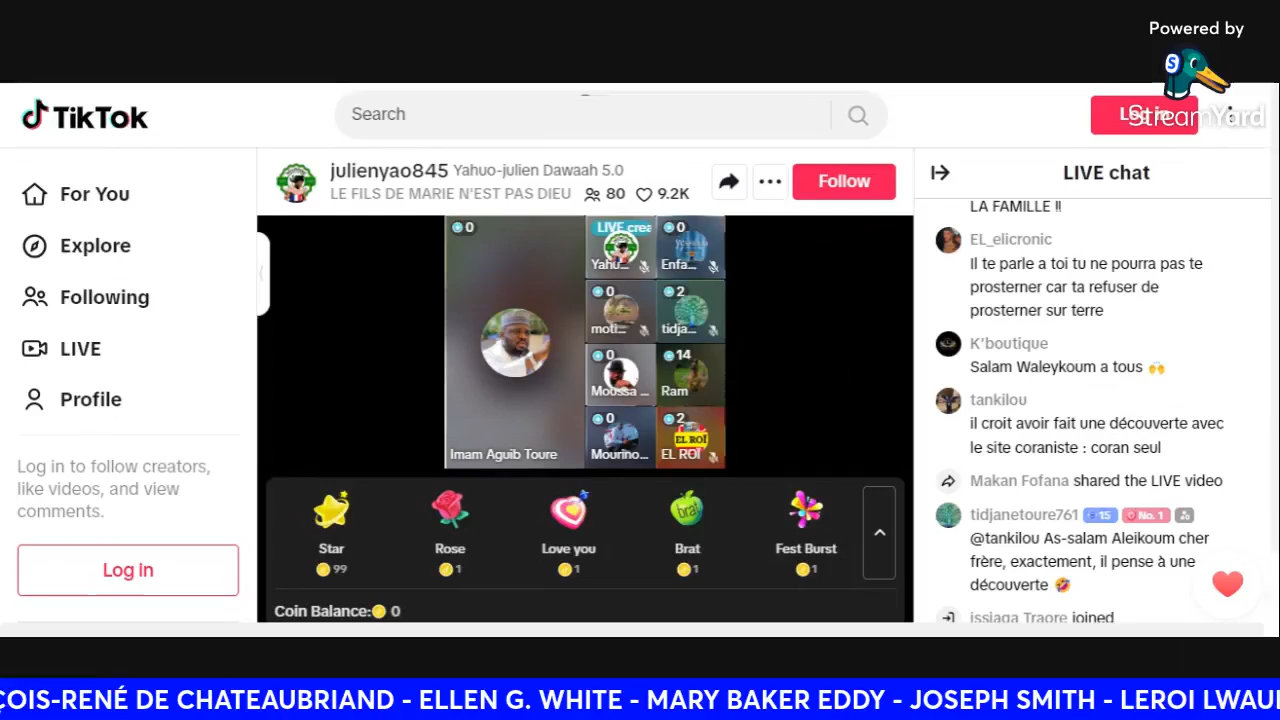 Powered by
StreamYard
TikTok
Search
For You
Explore
Following
LIVE
Profile
Log in to follow creators,
like videos, and view
comments.
Log in
julienyao845 Yahuo-julien Dawaah 5.0
LE FILS DE MARIE N'EST PAS DIEU 80 9.2K
Follow
0
LIVE crea
0
Yahu...
Enfa...
0
2
moti...
tidja...
0
14
Moussa ...
Ram
0
2
Imam Aguib Toure
Mourino...
EL ROÏ
EL ROÏ
Star
Rose
Love you
Brat
Fest Burst
99
1
1
1
1
Coin Balance: 0
LIVE chat
LA FAMILLE !!
EL_elicronic
Il te parle a toi tu ne pourra pas te
prosterner car ta refuser de
prosterner sur terre
K'boutique
Salam Waleykoum a tous 🙌
tankilou
il croit avoir fait une découverte avec
le site coraniste : coran seul
Makan Fofana shared the LIVE video
tidjanetoure761 15 No. 1
@tankilou As-salam Aleikoum cher
frère, exactement, il pense à une
découverte 🤣
issiaga Traore joined
ÇOIS-RENÉ DE CHATEAUBRIAND - ELLEN G. WHITE - MARY BAKER EDDY - JOSEPH SMITH - LEROI LWAU